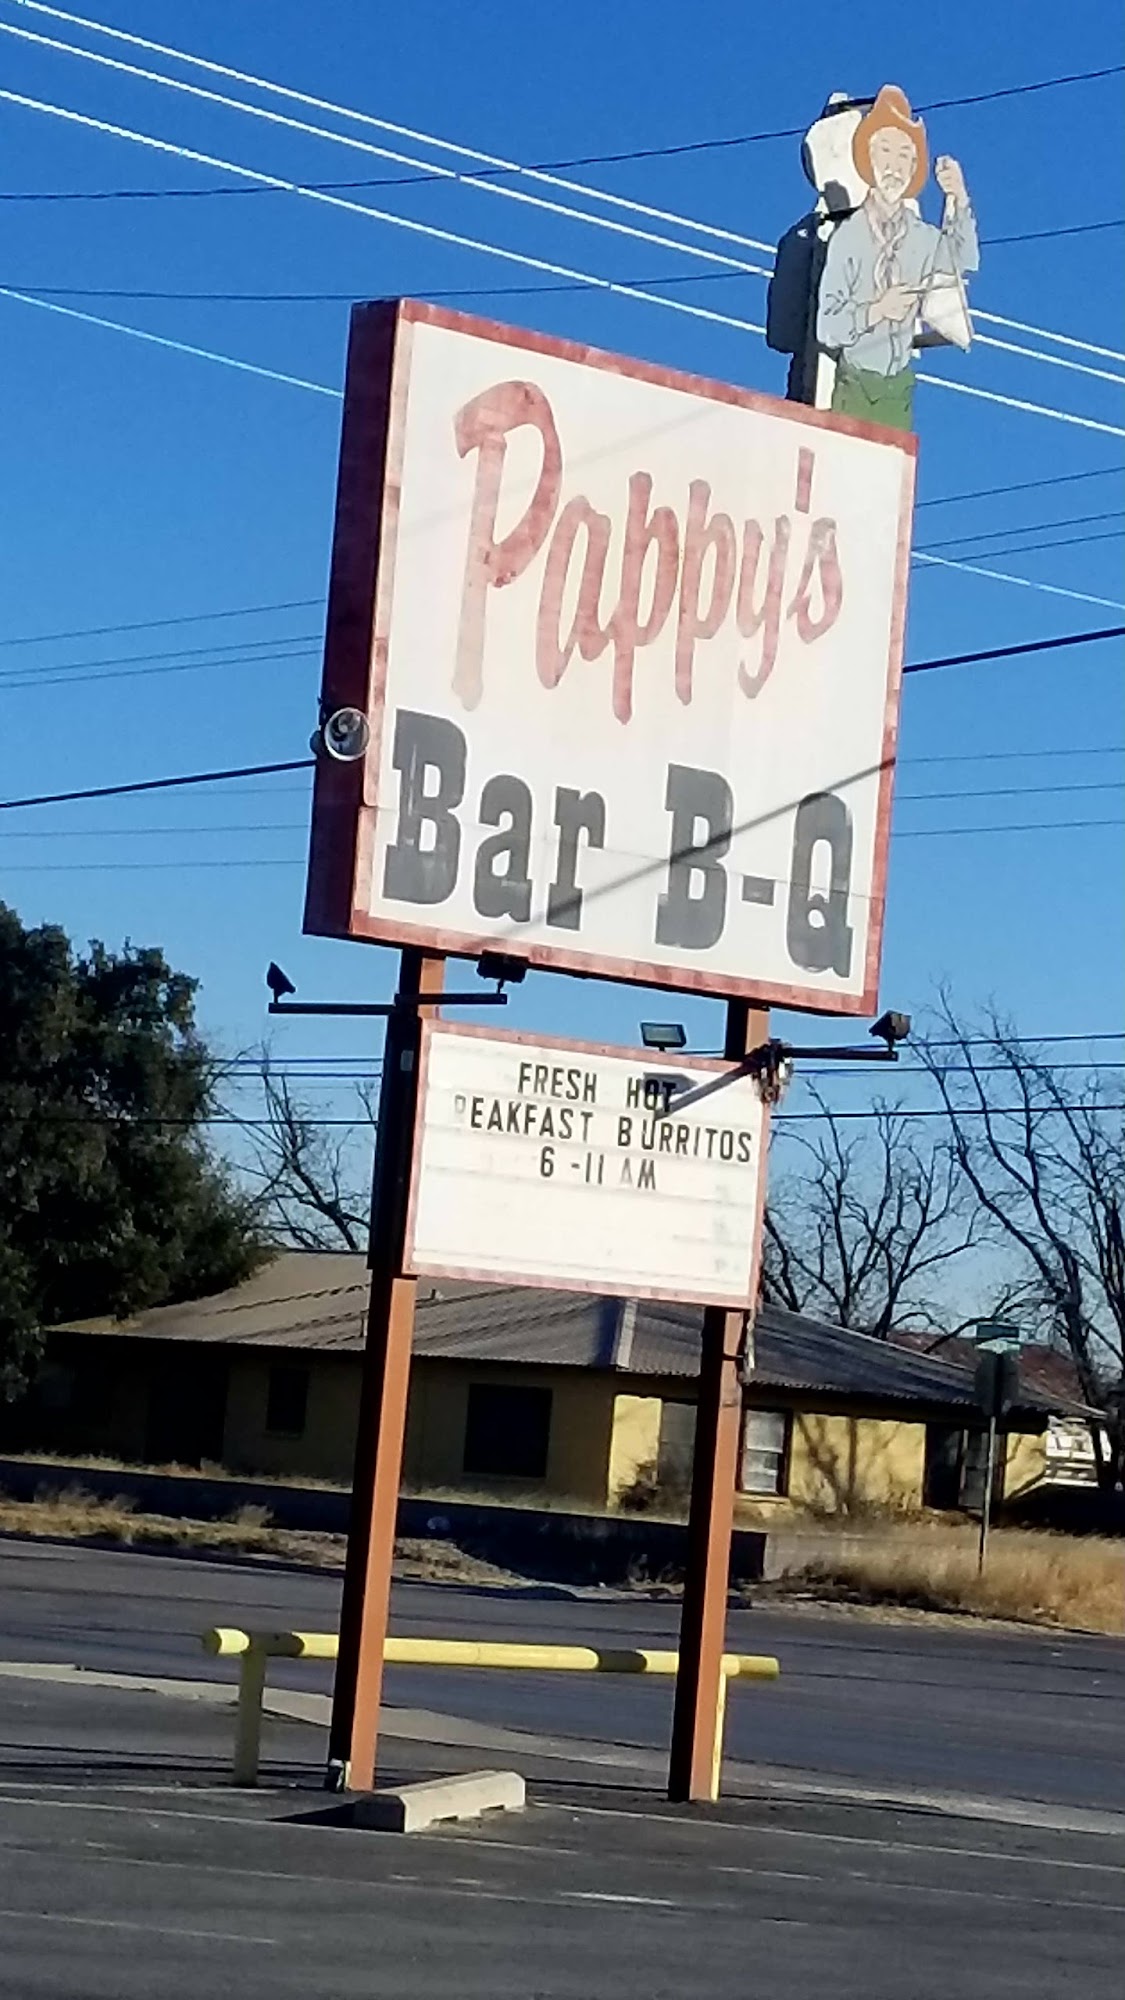 Pappy's
Bar B-Q
FRESH HOT
REAKFAST BURRITOS
6-11 AM